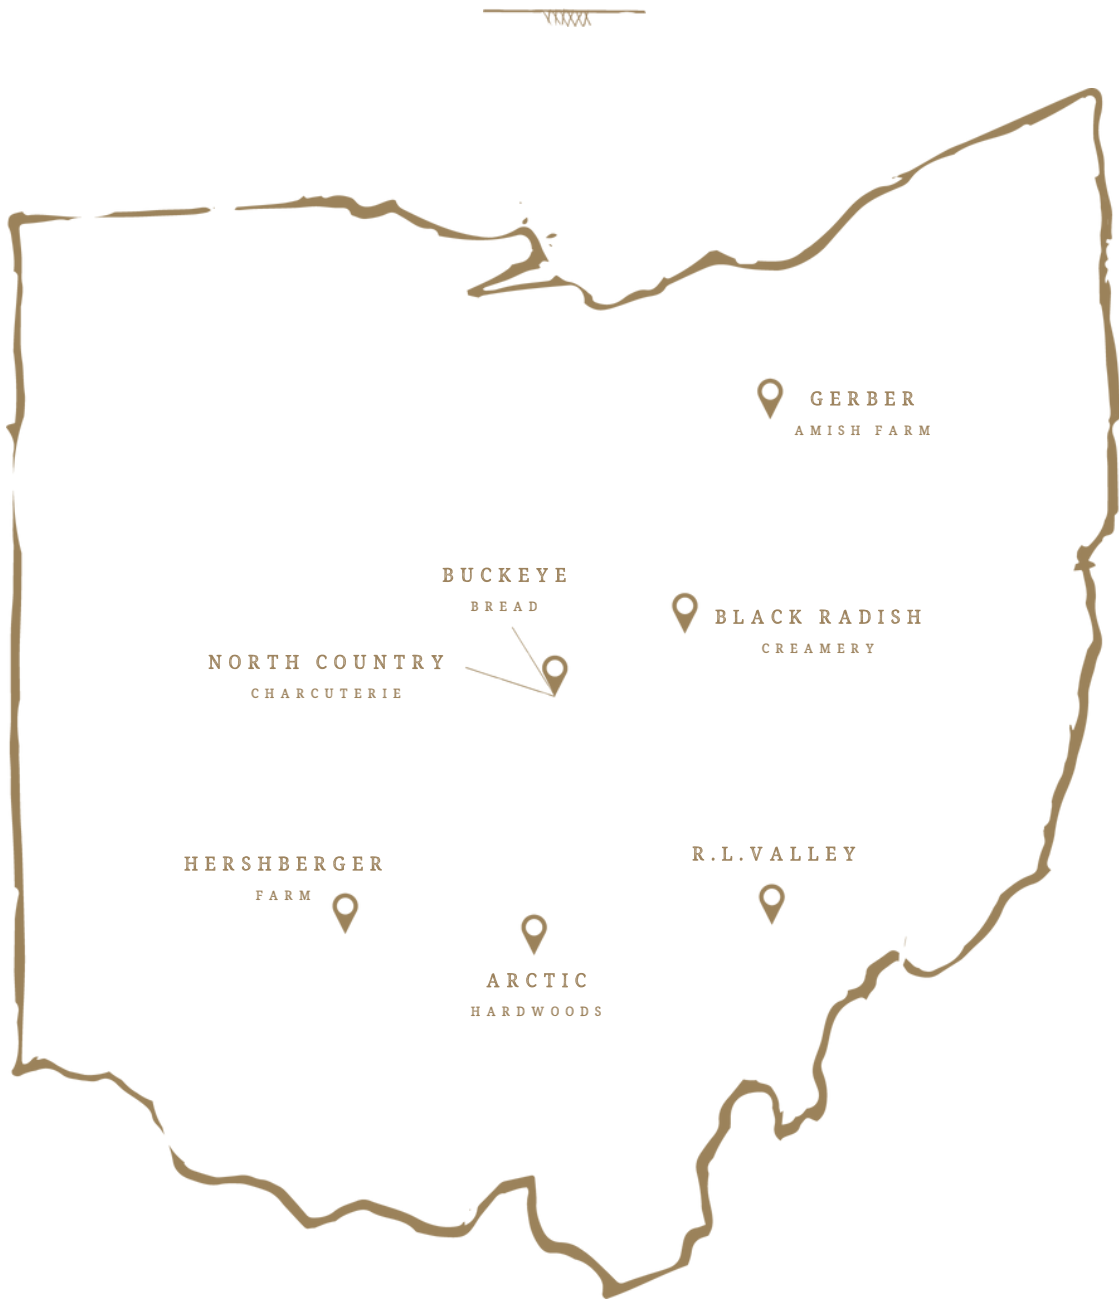 GERBER
AMISH FARM
BUCKEYE
BREAD
BLACK RADISH
CREAMERY
NORTH COUNTRY
CHARCUTERIE
HERSHBERGER
FARM
R.L.VALLEY
ARCTIC
HARDWOODS